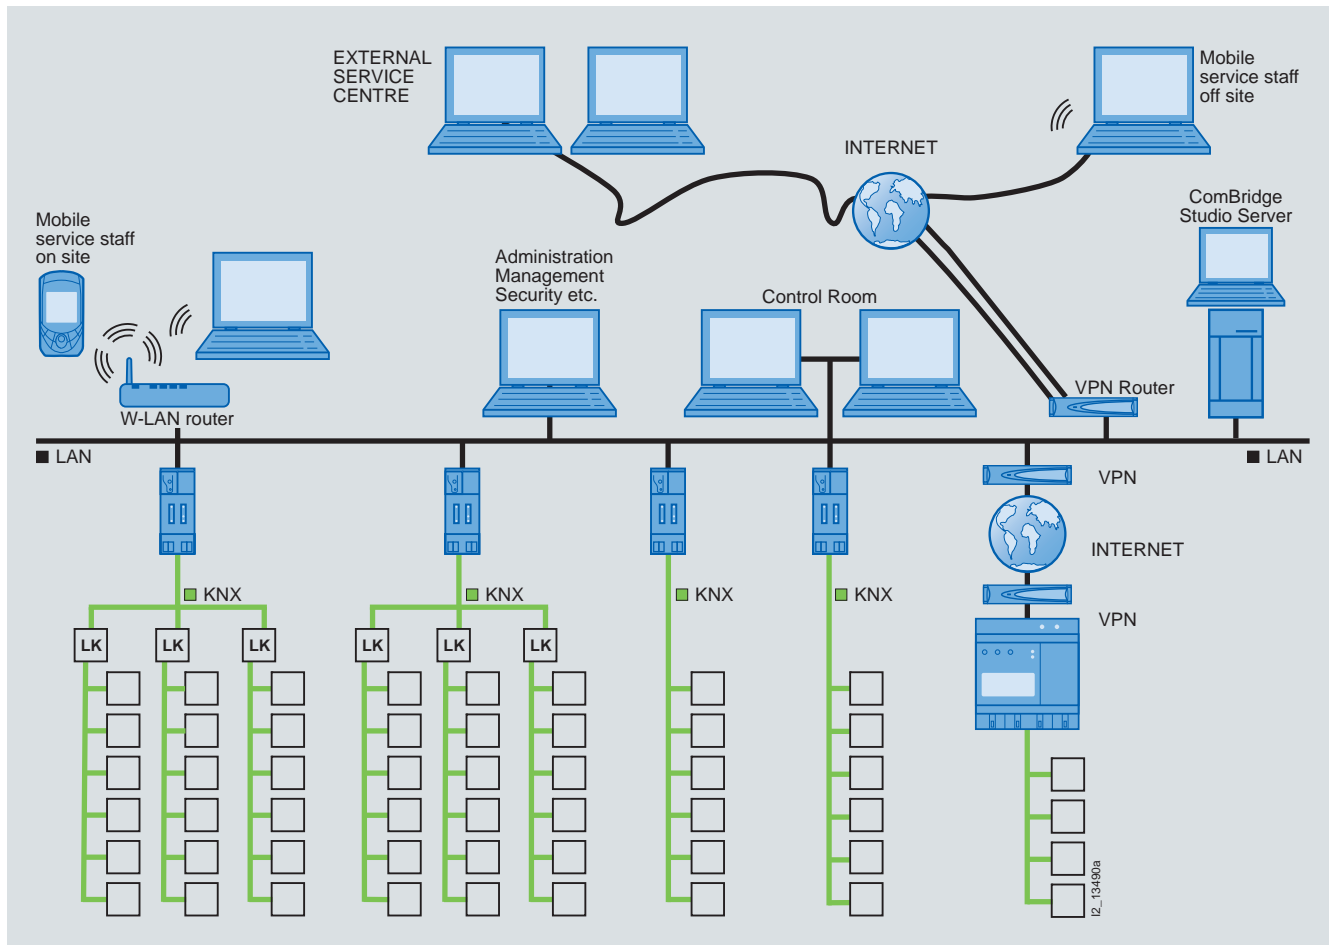 EXTERNAL
SERVICE
CENTRE
Mobile
service staff
off site
INTERNET
ComBridge
Studio Server
Mobile
service staff
on site
Administration
Management
Security etc.
Control Room
VPN Router
W-LAN router
LAN
LAN
VPN
INTERNET
VPN
KNX
KNX
KNX
KNX
LK
LK
LK
LK
LK
LK
I2_13490a